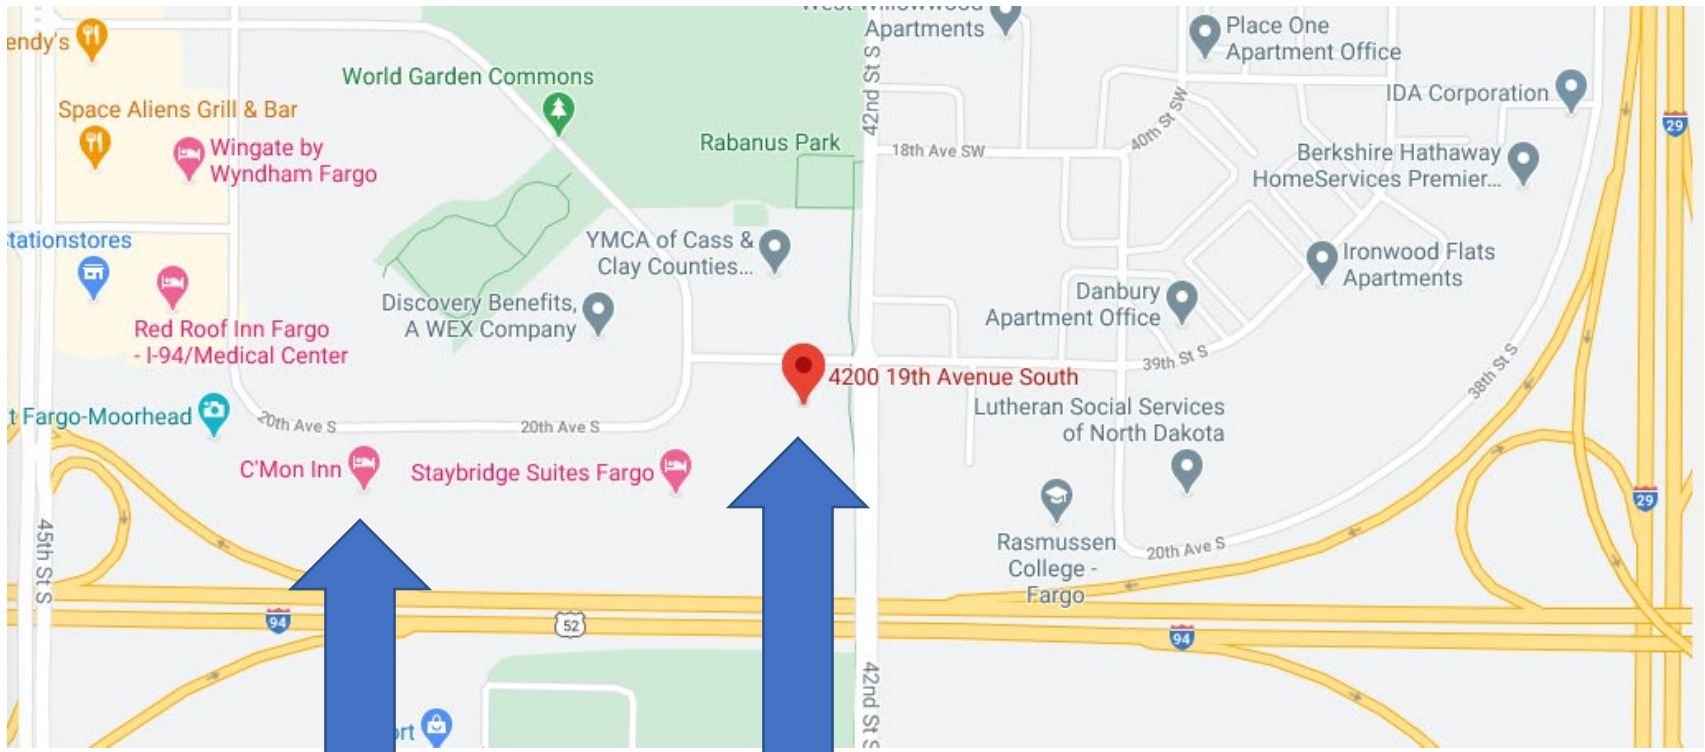 West Willowwood
Apartments
Place One
Apartment Office
endy's
World Garden Commons
42nd St S
IDA Corporation
Space Aliens Grill & Bar
40th St SW
29
Wingate by
Wyndham Fargo
Rabanus Park
18th Ave SW
Berkshire Hathaway
HomeServices Premier...
tationstores
YMCA of Cass &
Clay Counties...
Ironwood Flats
Apartments
Discovery Benefits,
A WEX Company
Danbury
Apartment Office
Red Roof Inn Fargo
- I-94/Medical Center
39th St S
38th St S
4200 19th Avenue South
t Fargo-Moorhead
20th Ave S
20th Ave S
Lutheran Social Services
of North Dakota
C'Mon Inn
Staybridge Suites Fargo
29
45th St S
Rasmussen
College -
Fargo
20th Ave S
94
52
94
42nd St S
ort